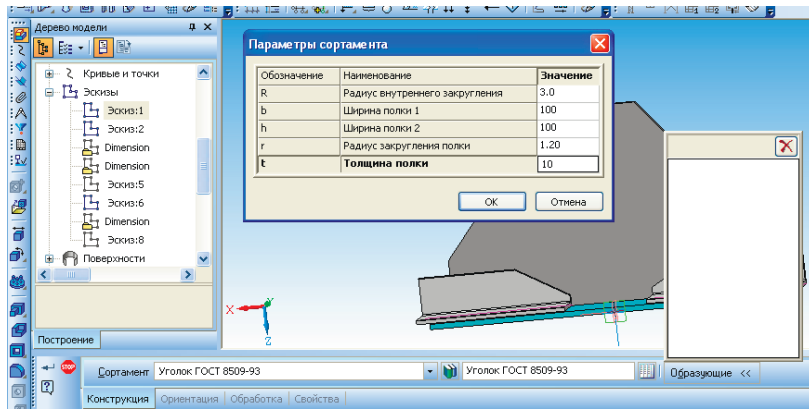 Дерево модели
Кривые и точки
Эскизы
Эскиз:1
Эскиз:2
Dimension
Dimension
Эскиз:5
Эскиз:6
Dimension
Эскиз:8
Поверхности
Построение
Параметры сортамента
Обозначение Наименование Значение
R Радиус внутреннего закругления 3.0
b Ширина полки 1 100
h Ширина полки 2 100
r Радиус закругления полки 1.20
t Толщина полки 10
OK Отмена
X
Y
Z
Образующие <<
STOP
Сортамент Уголок ГОСТ 8509-93 Уголок ГОСТ 8509-93
Конструкция Ориентация Обработка Свойства